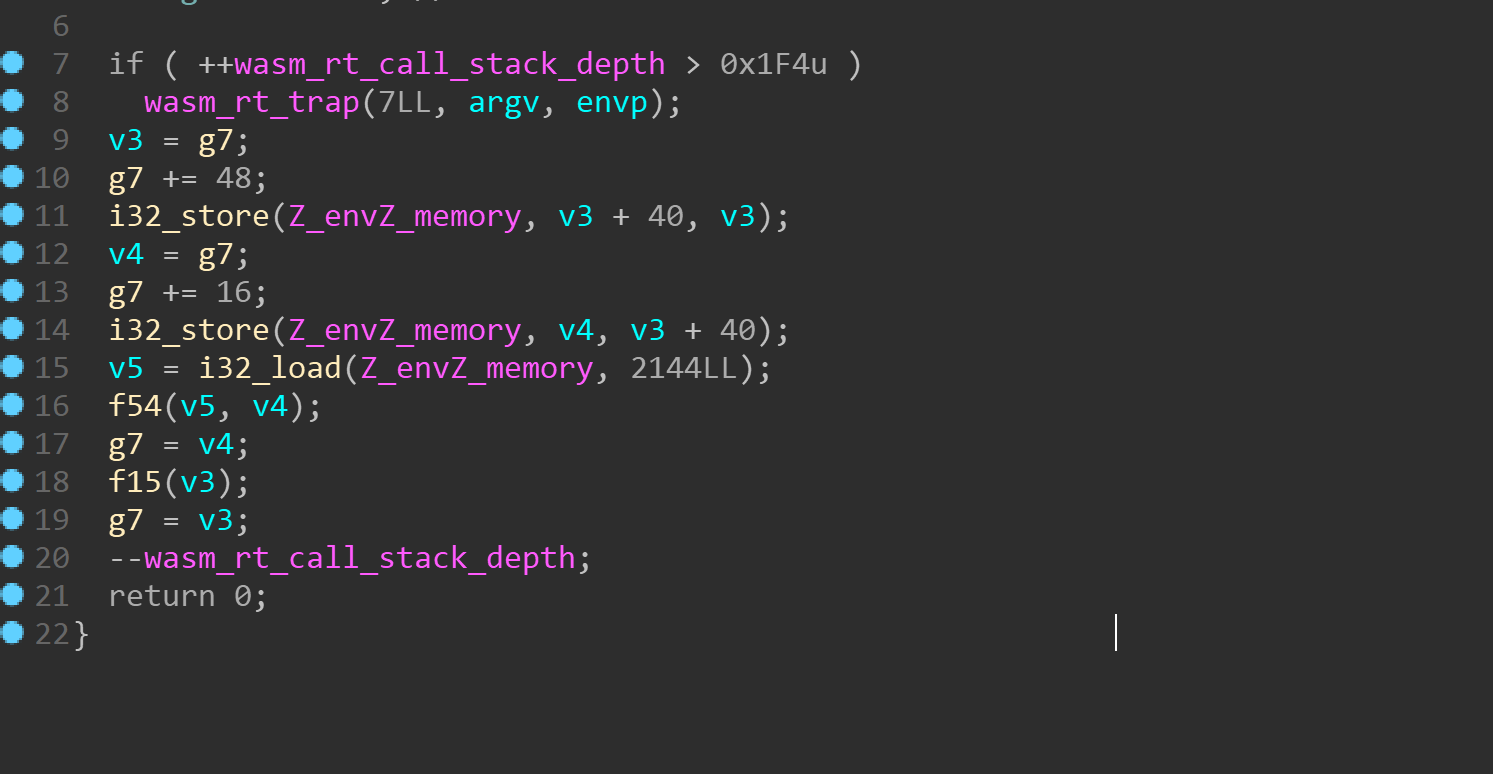 6
7 if ( ++wasm_rt_call_stack_depth > 0x1F4u )
8 wasm_rt_trap(7LL, argv, envp);
9 v3 = g7;
10 g7 += 48;
11 i32_store(Z_envZ_memory, v3 + 40, v3);
12 v4 = g7;
13 g7 += 16;
14 i32_store(Z_envZ_memory, v4, v3 + 40);
15 v5 = i32_load(Z_envZ_memory, 2144LL);
16 f54(v5, v4);
17 g7 = v4;
18 f15(v3);
19 g7 = v3;
20 --wasm_rt_call_stack_depth;
21 return 0;
22 }